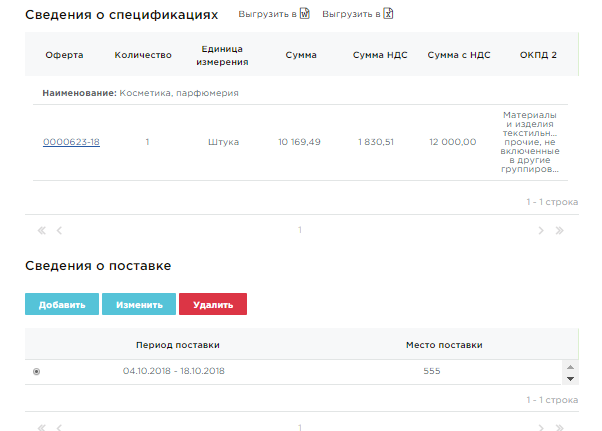 Сведения о спецификациях Выгрузить в Выгрузить в
Оферта Количество Единица измерения Сумма Сумма НДС Сумма с НДС ОКПД 2
Наименование: Косметика, парфюмерия
0000623-18 1 Штука 10 169,49 1 830,51 12 000,00
Материалы
и изделия
текстильн...
прочие, не
включенные
в другие
группиров...
1 - 1 строка
1
Сведения о поставке
Добавить Изменить Удалить
Период поставки Место поставки
04.10.2018 - 18.10.2018 555
1 - 1 строка
1